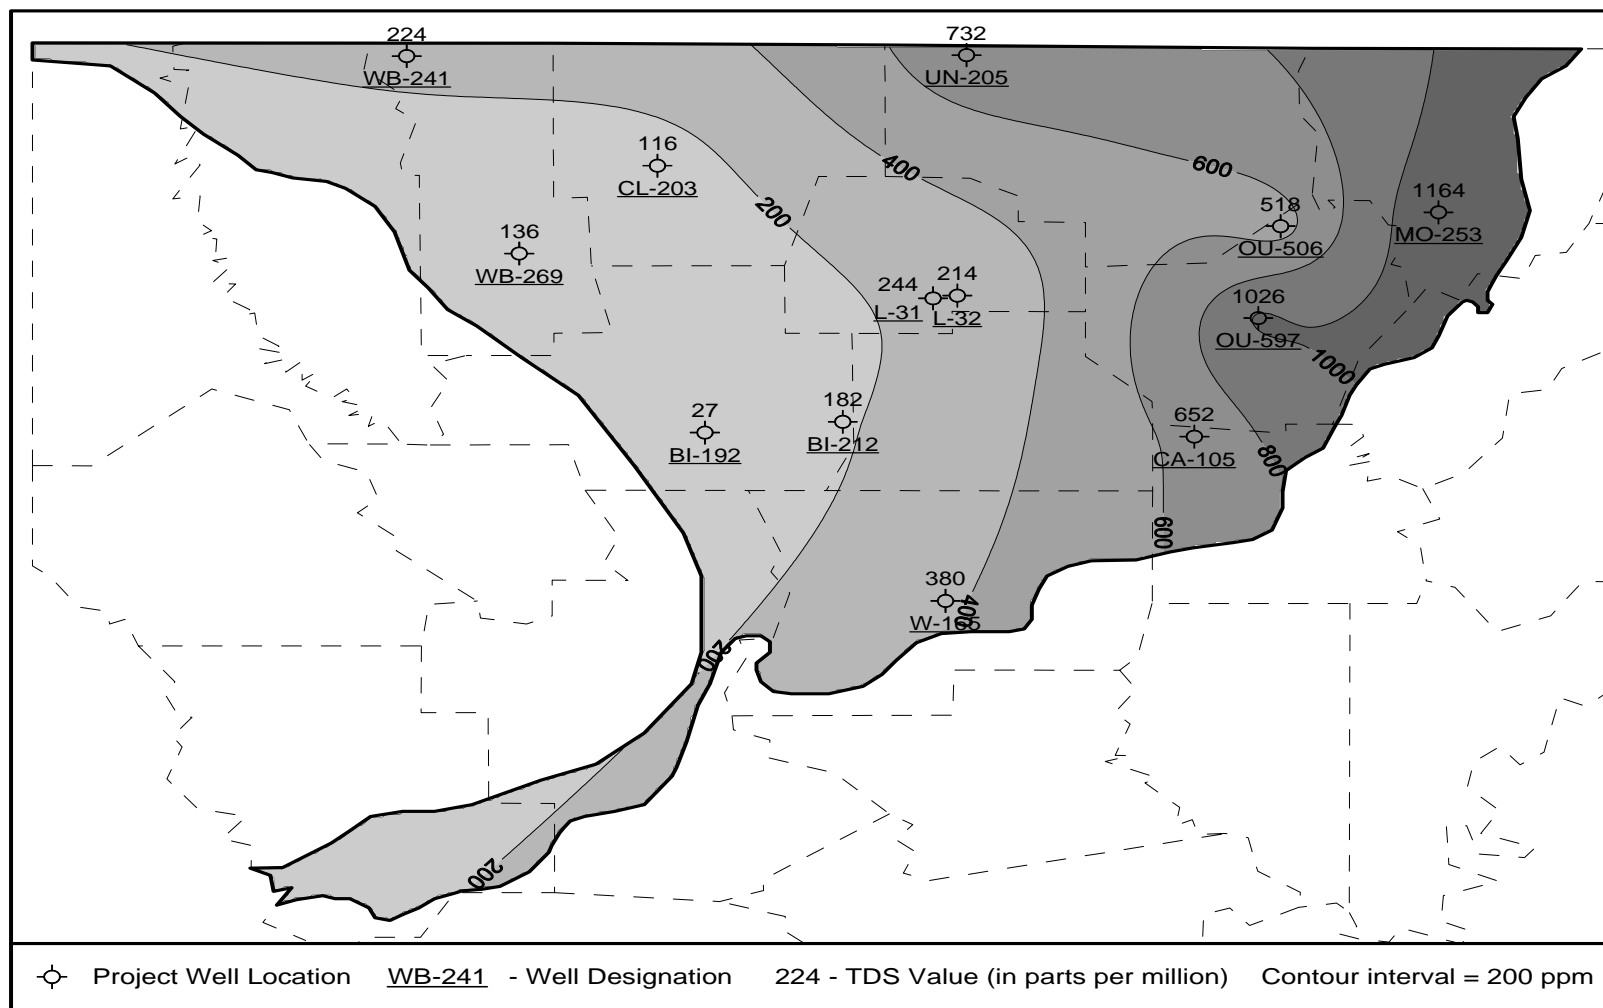 224
WB-241
732
UN-205
116
CL-203
400
600
200
136
WB-269
518
OU-506
1164
MO-253
244
L-31
214
L-32
1026
OU-597
1000
27
BI-192
182
BI-212
652
CA-105
800
600
380
W-165
400
200
200
Project Well Location WB-241 - Well Designation 224 - TDS Value (in parts per million) Contour interval = 200 ppm